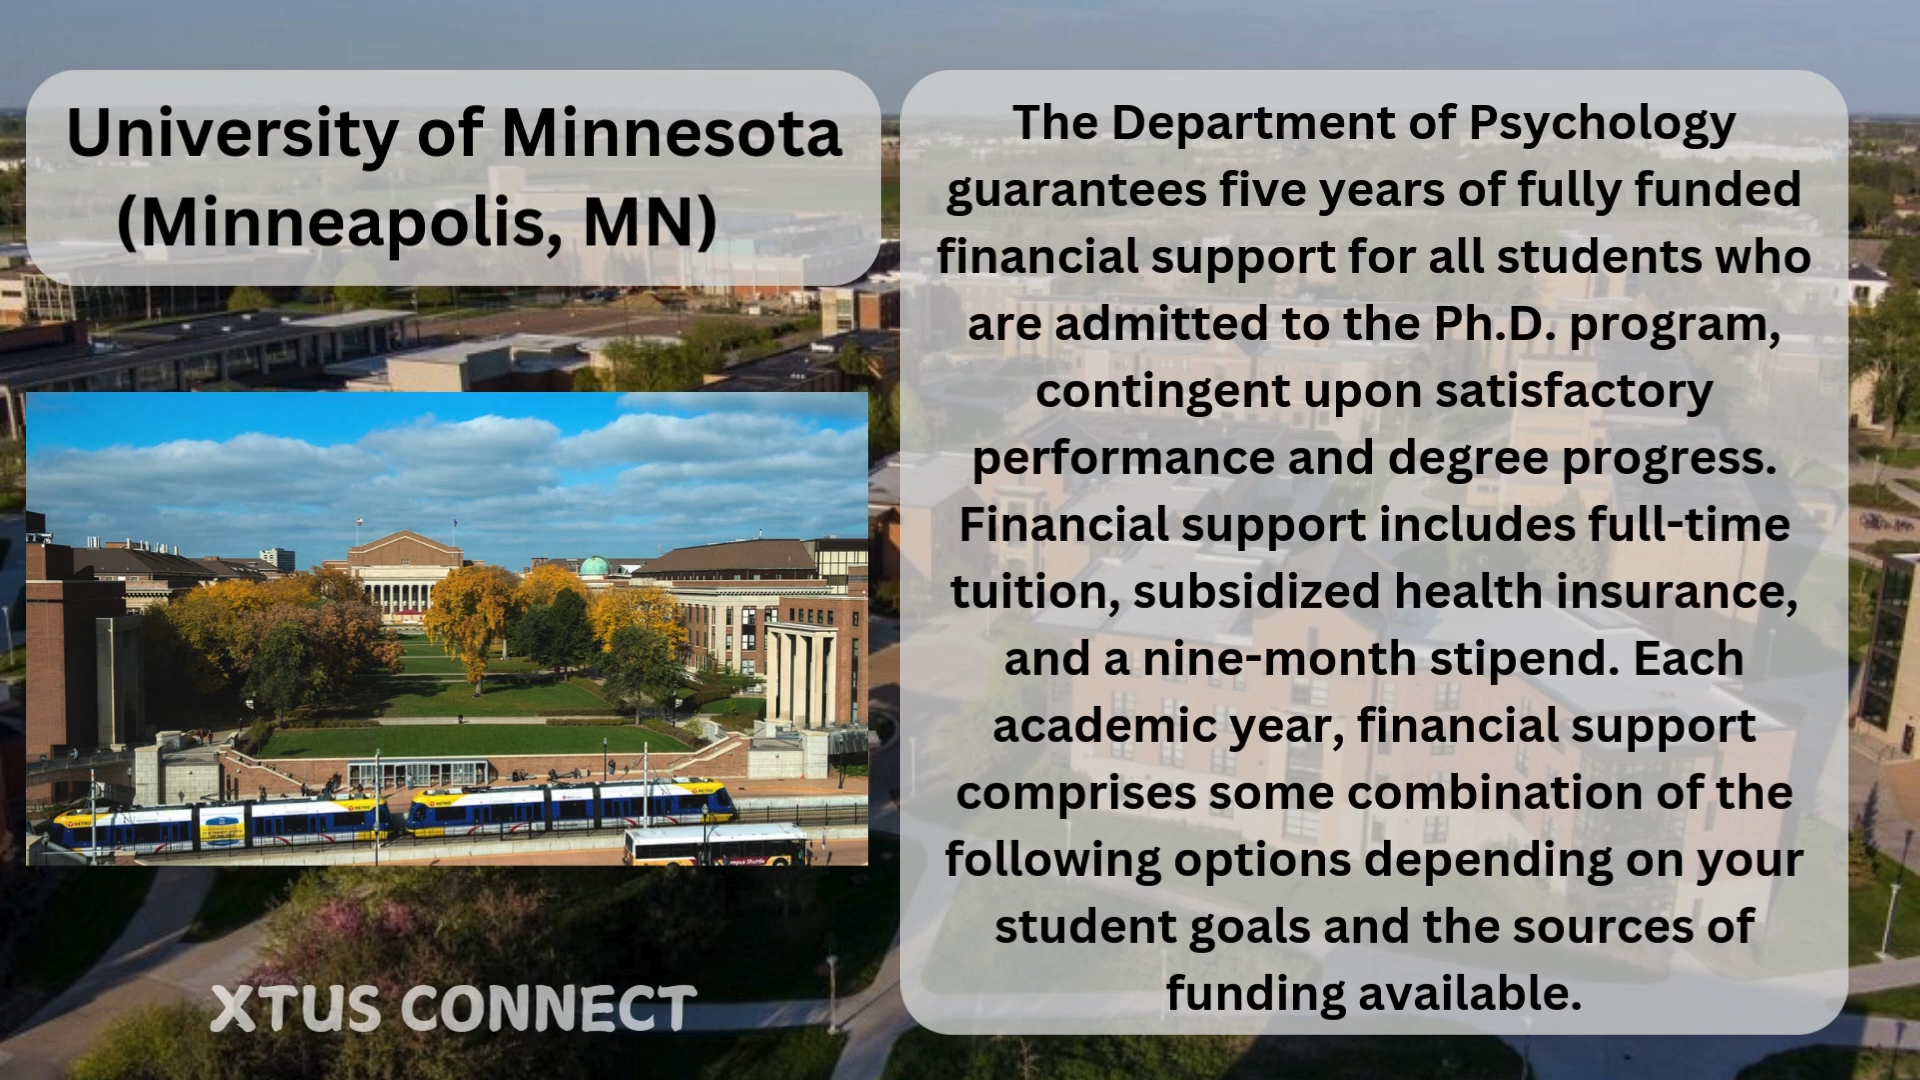 University of Minnesota
(Minneapolis, MN)
The Department of Psychology
guarantees five years of fully funded
financial support for all students who
are admitted to the Ph.D. program,
contingent upon satisfactory
performance and degree progress.
Financial support includes full-time
tuition, subsidized health insurance,
and a nine-month stipend. Each
academic year, financial support
comprises some combination of the
following options depending on your
student goals and the sources of
funding available.
XTUS CONNECT